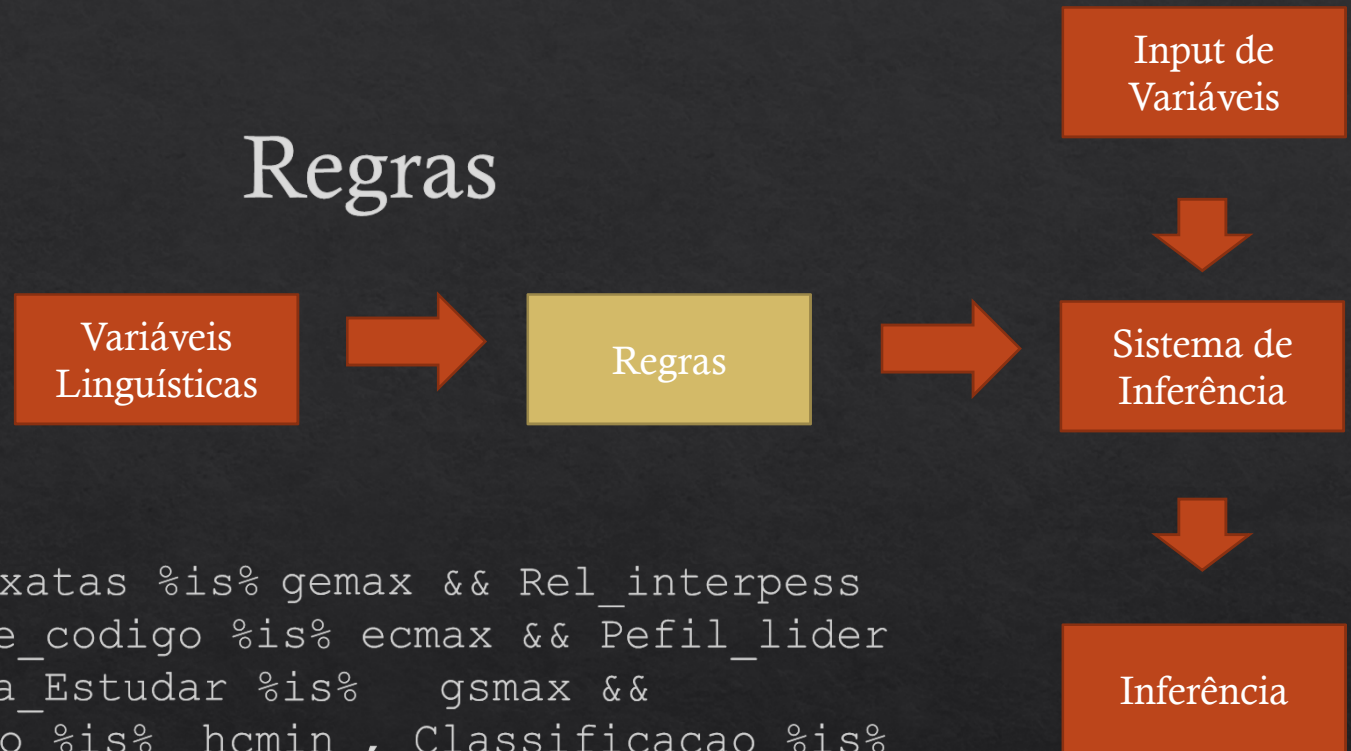 Regras
Input de
Variáveis
Variáveis
Linguísticas
Regras
Sistema de
Inferência
Inferência
xatas %is% gemax && Rel_interpess
e_codigo %is% ecmax && Pefil_lider
a_Estudar %is% gsmax &&
o %is% hcmin , Classificacao %is%